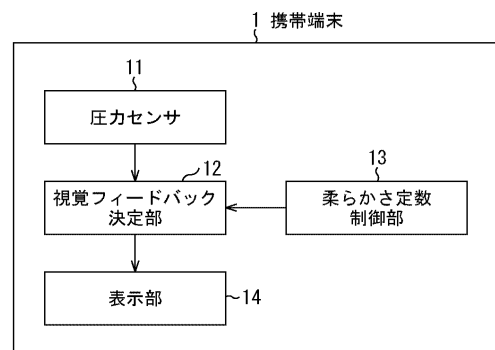 1 携帯端末
11
圧力センサ
12
視覚フィードバック
決定部
13
柔らかさ定数
制御部
表示部
14